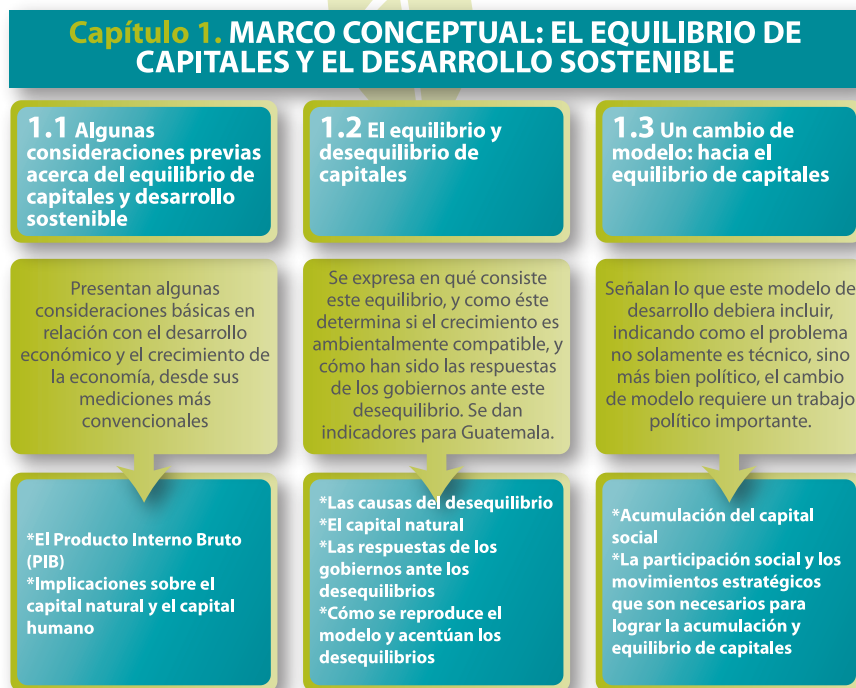 Capítulo 1. MARCO CONCEPTUAL: EL EQUILIBRIO DE
CAPITALES Y EL DESARROLLO SOSTENIBLE
1.1 Algunas
consideraciones previas
acerca del equilibrio de
capitales y desarrollo
sostenible
Presentan algunas
consideraciones básicas en
relación con el desarrollo
económico y el crecimiento de
la economía, desde sus
mediciones más
convencionales
*El Producto Interno Bruto
(PIB)
*Implicaciones sobre el
capital natural y el capital
humano
1.2 El equilibrio y
desequilibrio de
capitales
Se expresa en qué consiste
este equilibrio, y como éste
determina si el crecimiento es
ambientalmente compatible, y
cómo han sido las respuestas
de los gobiernos ante este
desequilibrio. Se dan
indicadores para Guatemala.
*Las causas del desequilibrio
*El capital natural
*Las respuestas de los
gobiernos ante los
desequilibrios
*Cómo se reproduce el
modelo y acentúan los
desequilibrios
1.3 Un cambio de
modelo: hacia el
equilibrio de capitales
Señalan lo que este modelo de
desarrollo debiera incluir,
indicando como el problema
no solamente es técnico, sino
más bien político, el cambio
de modelo requiere un trabajo
político importante.
*Acumulación del capital
social
*La participación social y los
movimientos estratégicos
que son necesarios para
lograr la acumulación y
equilibrio de capitales